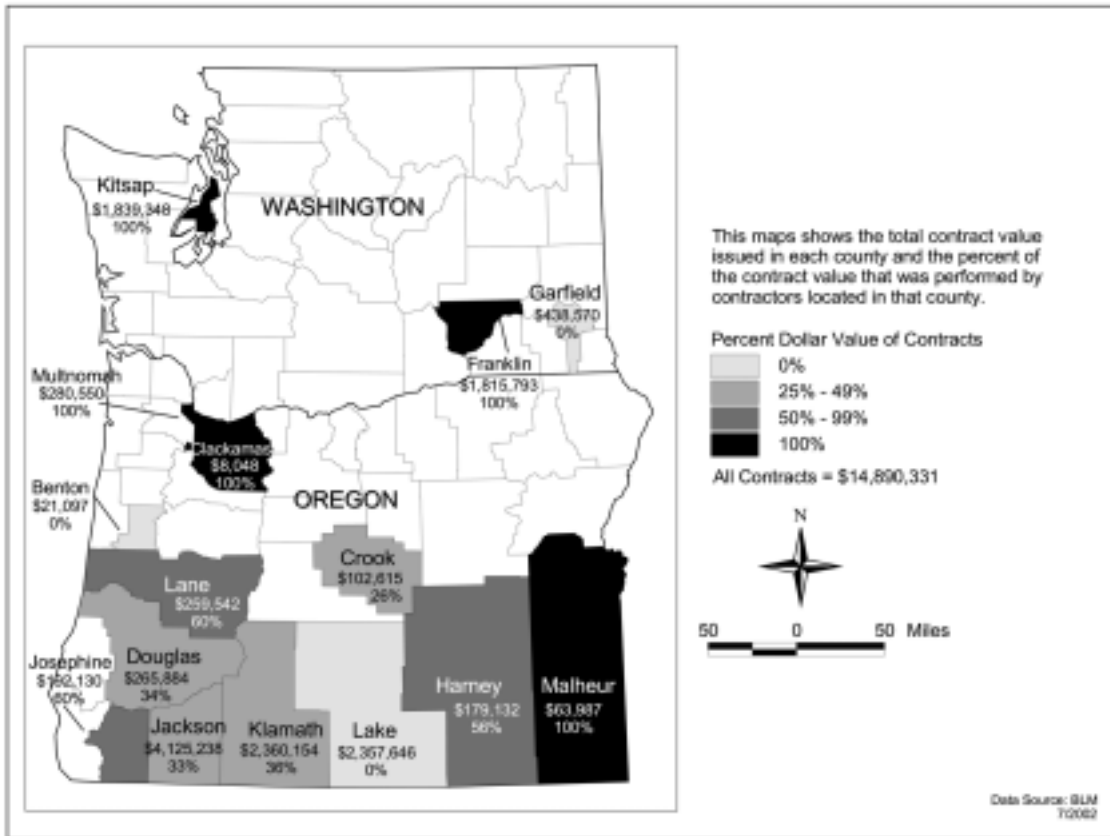 Kitsap
$1,839,348
100%
WASHINGTON
Garfield
$438,570
0%
Franklin
$1,815,793
100%
Multnomah
$280,550
100%
Clackamas
$8,048
100%
Benton
$21,097
0%
OREGON
Crook
$102,615
26%
Lane
$259,542
60%
Josephine
$192,130
60%
Douglas
$265,884
34%
Jackson
$4,125,238
33%
Klamath
$2,360,154
36%
Lake
$2,357,646
0%
Harney
$179,132
56%
Malheur
$63,987
100%
This maps shows the total contract value
issued in each county and the percent of
the contract value that was performed by
contractors located in that county.
Percent Dollar Value of Contracts
0%
25% - 49%
50% - 99%
100%
All Contracts = $14,890,331
N
50 0 50 Miles
Data Source: BLM
7/2002